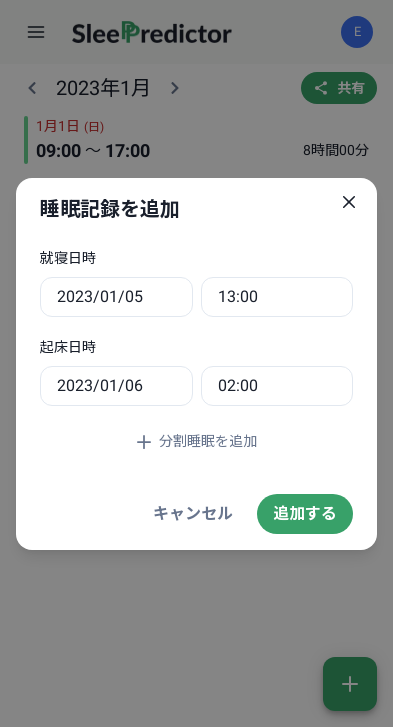 SleePredictor
E
2023年1月
共有
1月1日 (日)
09:00 〜 17:00
8時間00分
睡眠記録を追加
就寝日時
2023/01/05 13:00
起床日時
2023/01/06 02:00
分割睡眠を追加
キャンセル 追加する